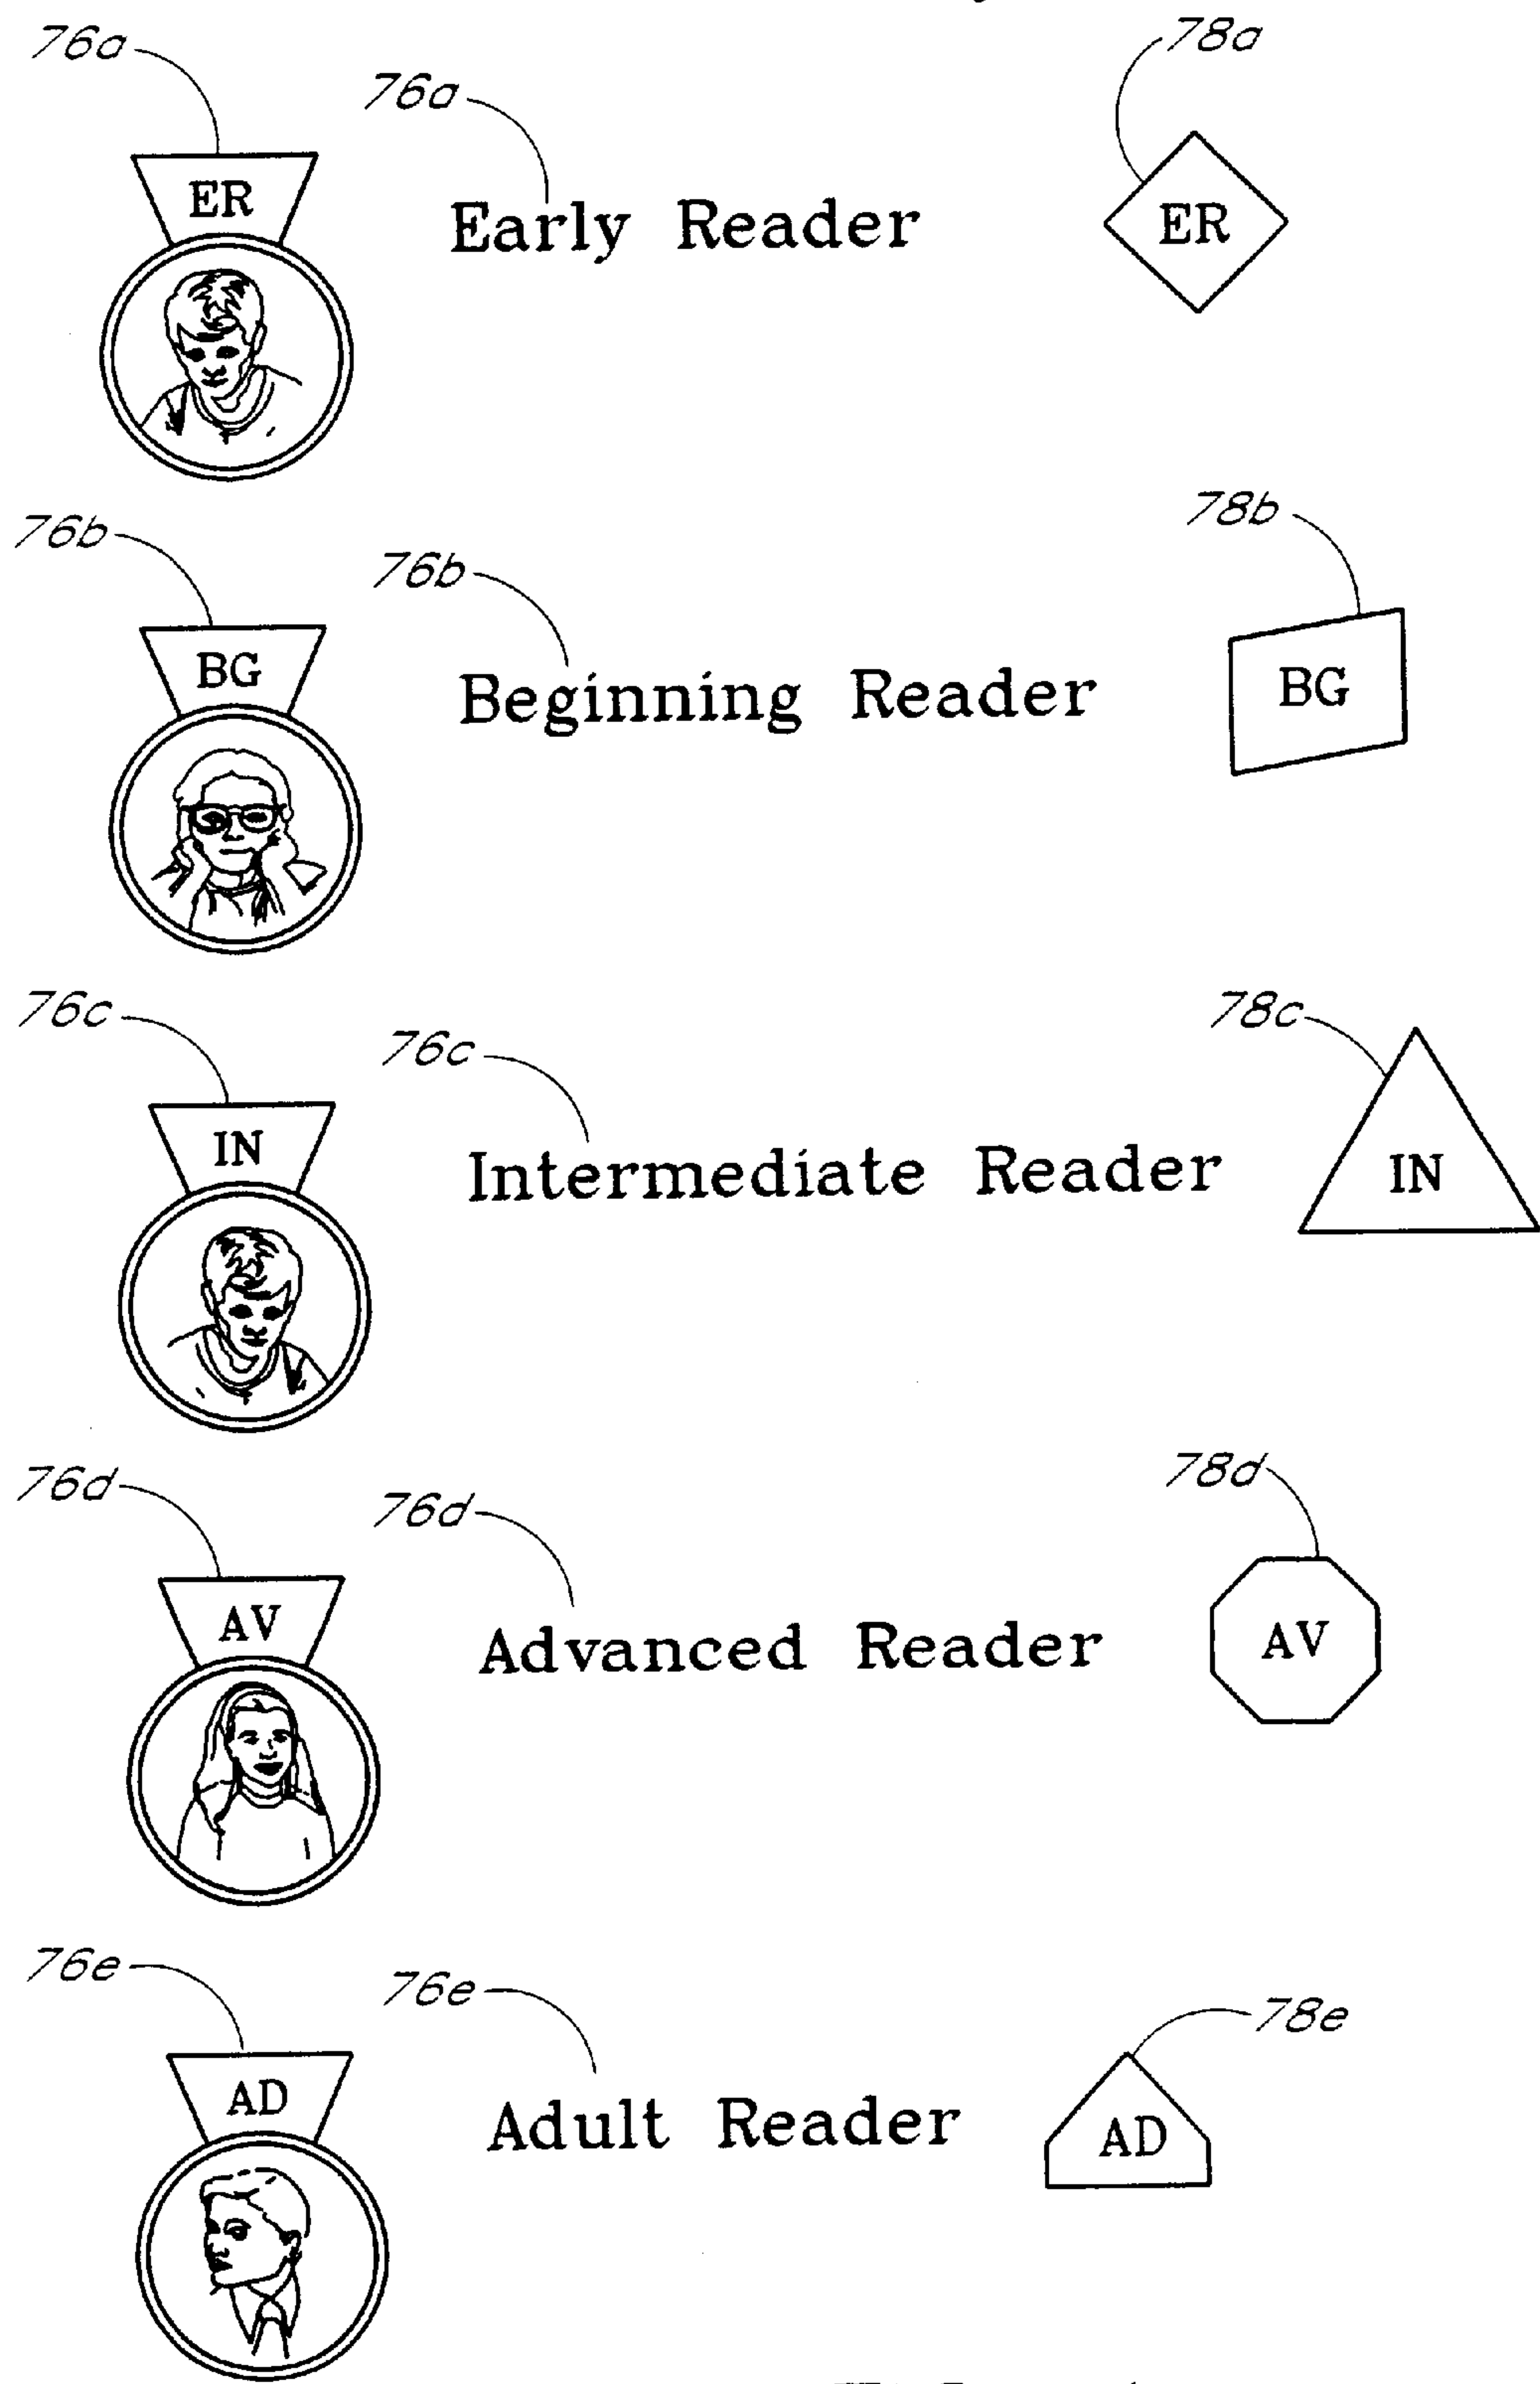 76a 76a 78a
ER Early Reader ER
76b 76b 78b
BG Beginning Reader BG
76c 76c 78c
IN Intermediate Reader IN
76d 76d 78d
AV Advanced Reader AV
76e 76e 78e
AD Adult Reader AD